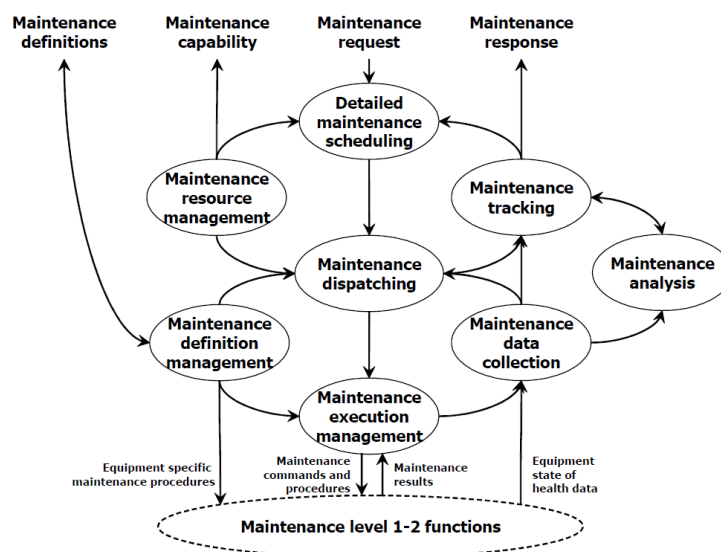 Maintenance
definitions
Maintenance
capability
Maintenance
request
Maintenance
response
Detailed
maintenance
scheduling
Maintenance
resource
management
Maintenance
tracking
Maintenance
dispatching
Maintenance
analysis
Maintenance
definition
management
Maintenance
data
collection
Maintenance
execution
management
Equipment specific
maintenance procedures
Maintenance
commands and
procedures
Maintenance
results
Equipment
state of
health data
Maintenance level 1-2 functions